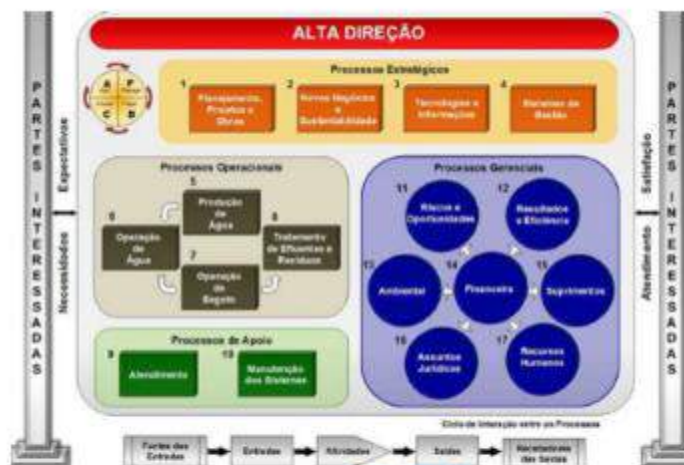 ALTA DIREÇÃO
PARTES INTERESSADAS
Expectativas
Necessidades
Processos Estratégicos
1
Planejamento,
Projetos e
Obras
2
Novos Negócios
e
Sustentabilidade
3
Tecnologias e
Informações
4
Sistemas de
Gestão
A
P
C
D
Processos Operacionais
5
Produção
de
Água
6
Operação
de
Água
7
Operação
de
Esgoto
8
Tratamento
de Efluentes e
Resíduos
Processos Gerenciais
11
Riscos e
Oportunidades
12
Resultados
e Eficiência
13
Ambiental
14
Financeiro
15
Suprimentos
16
Assuntos
Jurídicos
17
Recursos
Humanos
Processos de Apoio
9
Atendimento
10
Manutenção
dos Sistemas
Satisfação
Atendimento
PARTES INTERESSADAS
Ciclo de Interação entre os Processos
Fontes das
Entradas
Entradas
Atividades
Saídas
Recebedores
das Saídas